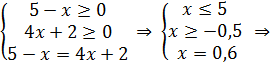 { 5 − x ≥ 0
4x + 2 ≥ 0
5 − x = 4x + 2 ⇒ { x ≤ 5
x ≥ −0,5
x = 0,6 ⇒